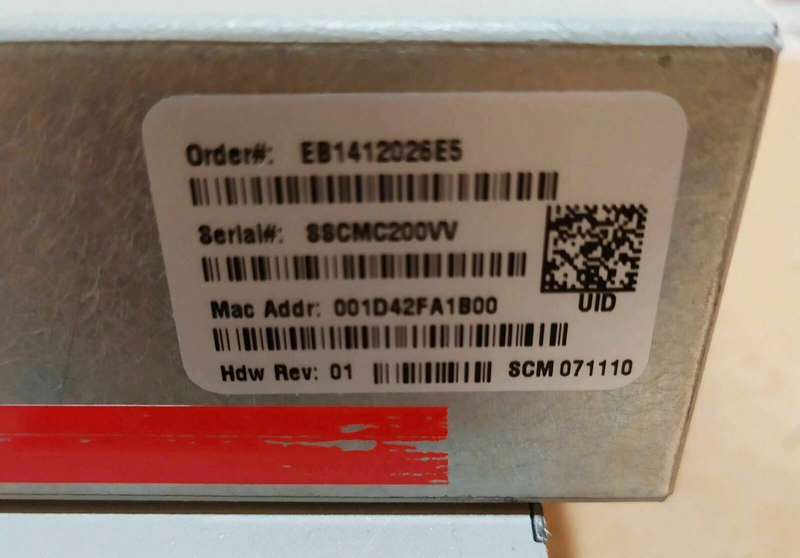 Order#: EB1412026E5
Serial#: SSCMC200VV
UID
Mac Addr: 001D42FA1B00
Hdw Rev: 01 SCM 071110